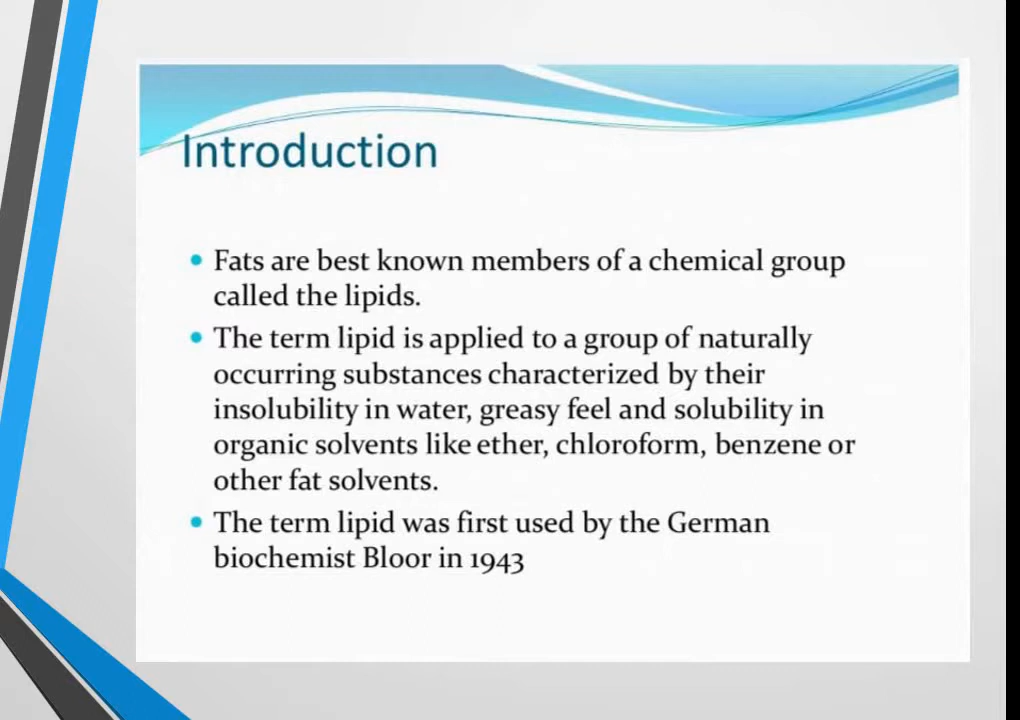 Introduction
• Fats are best known members of a chemical group
called the lipids.
• The term lipid is applied to a group of naturally
occurring substances characterized by their
insolubility in water, greasy feel and solubility in
organic solvents like ether, chloroform, benzene or
other fat solvents.
• The term lipid was first used by the German
biochemist Bloor in 1943